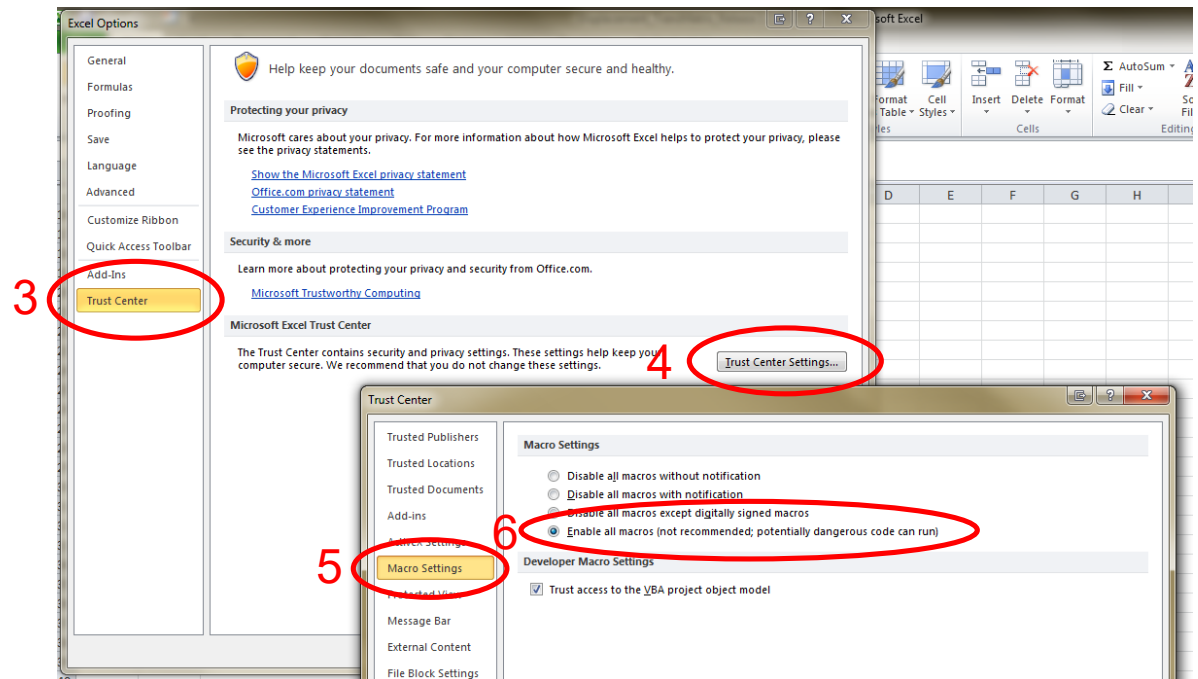 Excel Options
soft Excel
General
Formulas
Proofing
Save
Language
Advanced
Customize Ribbon
Quick Access Toolbar
Add-Ins
3
Trust Center
Help keep your documents safe and your computer secure and healthy.
Protecting your privacy
Microsoft cares about your privacy. For more information about how Microsoft Excel helps to protect your privacy, please
see the privacy statements.
Show the Microsoft Excel privacy statement
Office.com privacy statement
Customer Experience Improvement Program
Security & more
Learn more about protecting your privacy and security from Office.com.
Microsoft Trustworthy Computing
Microsoft Excel Trust Center
The Trust Center contains security and privacy settings. These settings help keep your
computer secure. We recommend that you do not change these settings.
4
Trust Center Settings...
Format Cell Insert Delete Format
Table Styles
Cells
Σ AutoSum
Fill
Clear
Editing
D E F G H
Trust Center
Trusted Publishers
Trusted Locations
Trusted Documents
Add-ins
ActiveX Settings
5
Macro Settings
Protected View
Message Bar
External Content
File Block Settings
Macro Settings
Disable all macros without notification
Disable all macros with notification
Disable all macros except digitally signed macros
6
Enable all macros (not recommended; potentially dangerous code can run)
Developer Macro Settings
Trust access to the VBA project object model